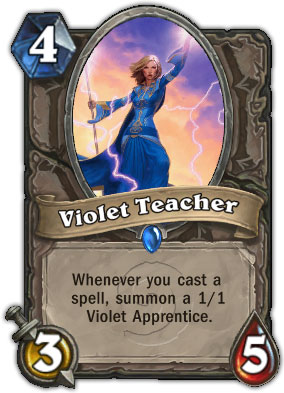 4
Violet Teacher
Whenever you cast a
spell, summon a 1/1
Violet Apprentice.
3
5